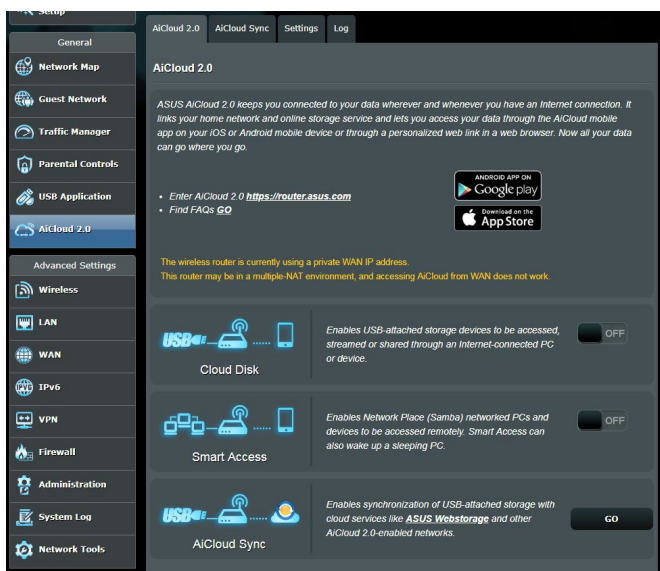 Setup
General
Network Map
Guest Network
Traffic Manager
Parental Controls
USB Application
AiCloud 2.0
Advanced Settings
Wireless
LAN
WAN
IPv6
VPN
Firewall
Administration
System Log
Network Tools
AiCloud 2.0 AiCloud Sync Settings Log
AiCloud 2.0
ASUS AiCloud 2.0 keeps you connected to your data wherever and whenever you have an Internet connection. It
links your home network and online storage service and lets you access your data through the AiCloud mobile
app on your iOS or Android mobile device or through a personalized web link in a web browser. Now all your data
can go where you go.
• Enter AiCloud 2.0 https://router.asus.com
• Find FAQs GO
ANDROID APP ON
Google play
Download on the
App Store
The wireless router is currently using a private WAN IP address.
This router may be in a multiple-NAT environment, and accessing AiCloud from WAN does not work.
USB
Cloud Disk
Enables USB-attached storage devices to be accessed,
streamed or shared through an Internet-connected PC
or device.
OFF
Smart Access
Enables Network Place (Samba) networked PCs and
devices to be accessed remotely. Smart Access can
also wake up a sleeping PC.
OFF
USB
AiCloud Sync
Enables synchronization of USB-attached storage with
cloud services like ASUS Webstorage and other
AiCloud 2.0-enabled networks.
GO